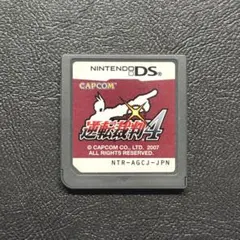 NINTENDO DS
CAPCOM
逆転裁判4
© CAPCOM CO., LTD. 2007
ALL RIGHTS RESERVED.
NTR-AGCJ-JPN